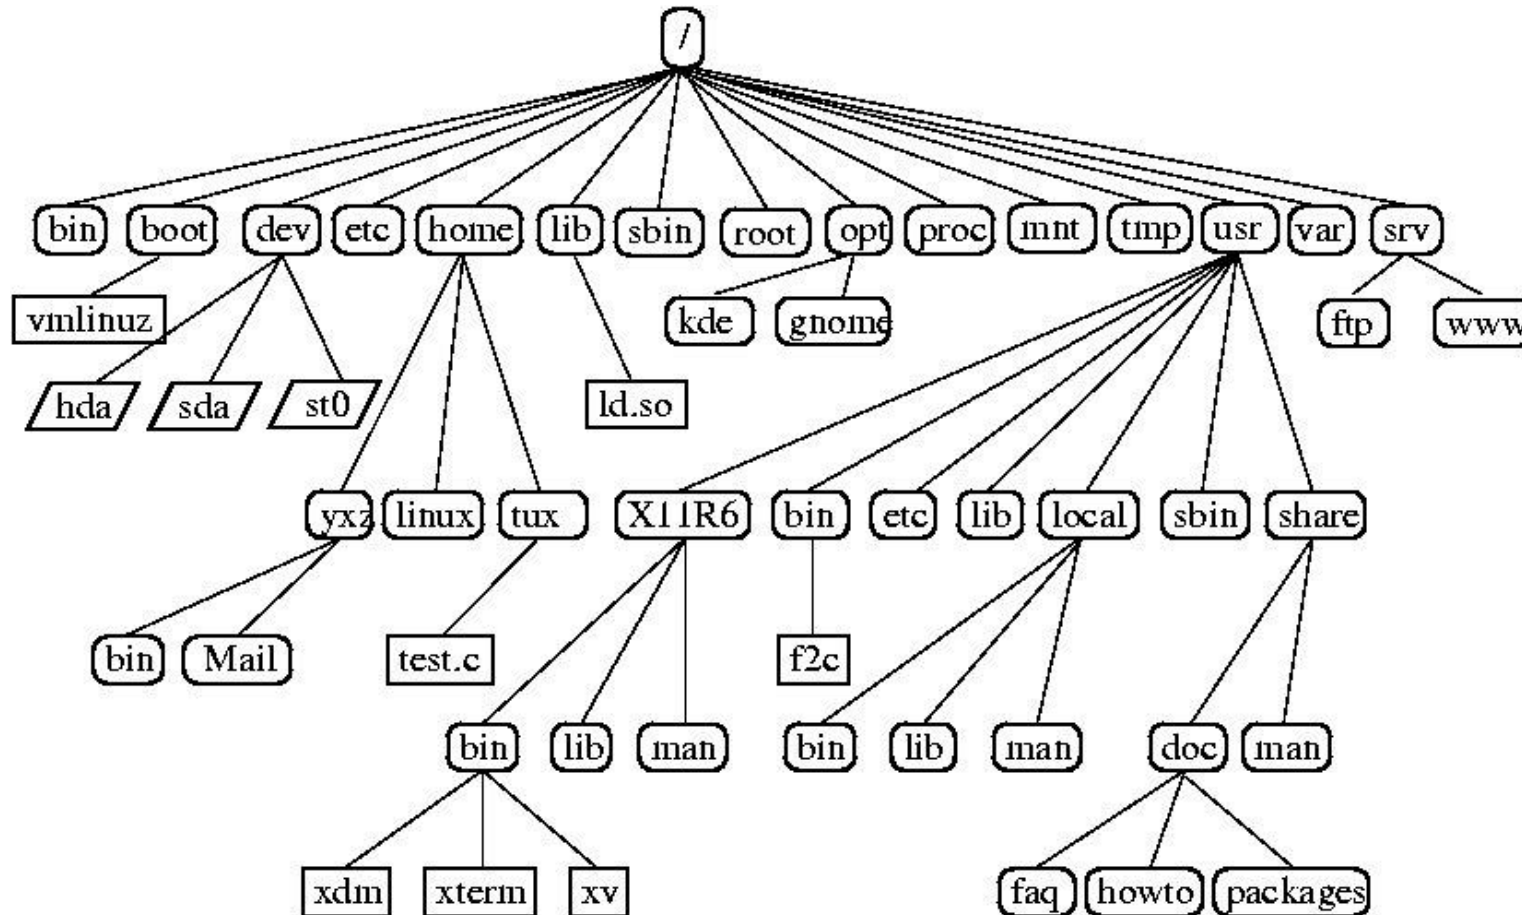 /
bin boot dev etc home lib sbin root opt proc mnt tmp usr var srv
vmlinuz kde gnome ftp www
hda sda st0 ld.so
yxz linux tux X11R6 bin etc lib local sbin share
bin Mail test.c f2c
bin lib man bin lib man doc man
xdm xterm xv faq howto packages